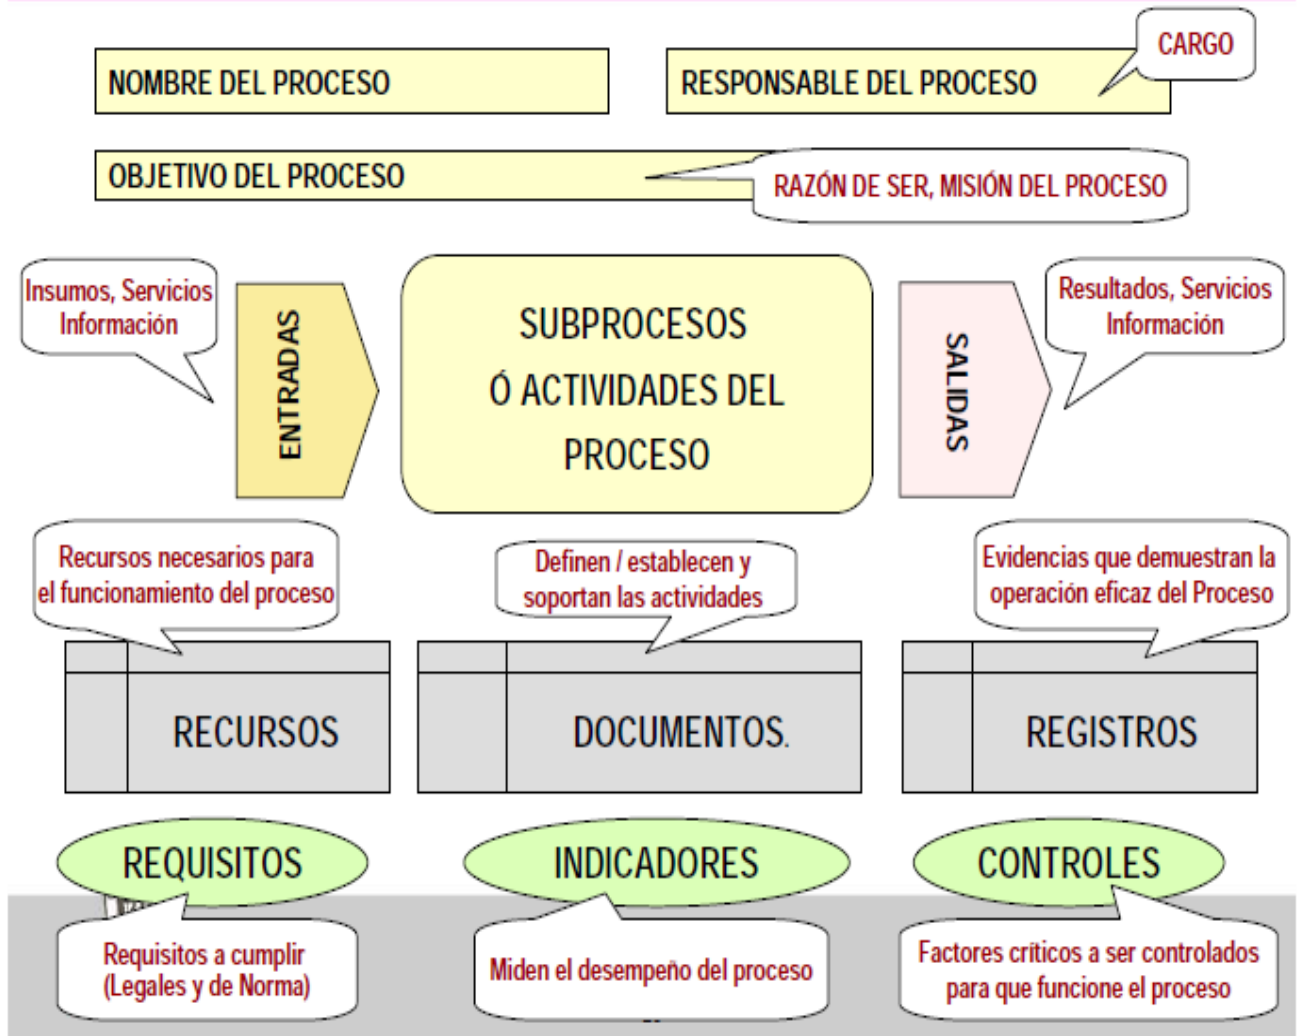 CARGO
NOMBRE DEL PROCESO
RESPONSABLE DEL PROCESO
OBJETIVO DEL PROCESO
RAZÓN DE SER, MISIÓN DEL PROCESO
Insumos, Servicios
Información
ENTRADAS
SUBPROCESOS
Ó ACTIVIDADES DEL
PROCESO
SALIDAS
Resultados, Servicios
Información
Recursos necesarios para
el funcionamiento del proceso
Definen / establecen y
soportan las actividades
Evidencias que demuestran la
operación eficaz del Proceso
RECURSOS
DOCUMENTOS.
REGISTROS
REQUISITOS
INDICADORES
CONTROLES
Requisitos a cumplir
(Legales y de Norma)
Miden el desempeño del proceso
Factores críticos a ser controlados
para que funcione el proceso